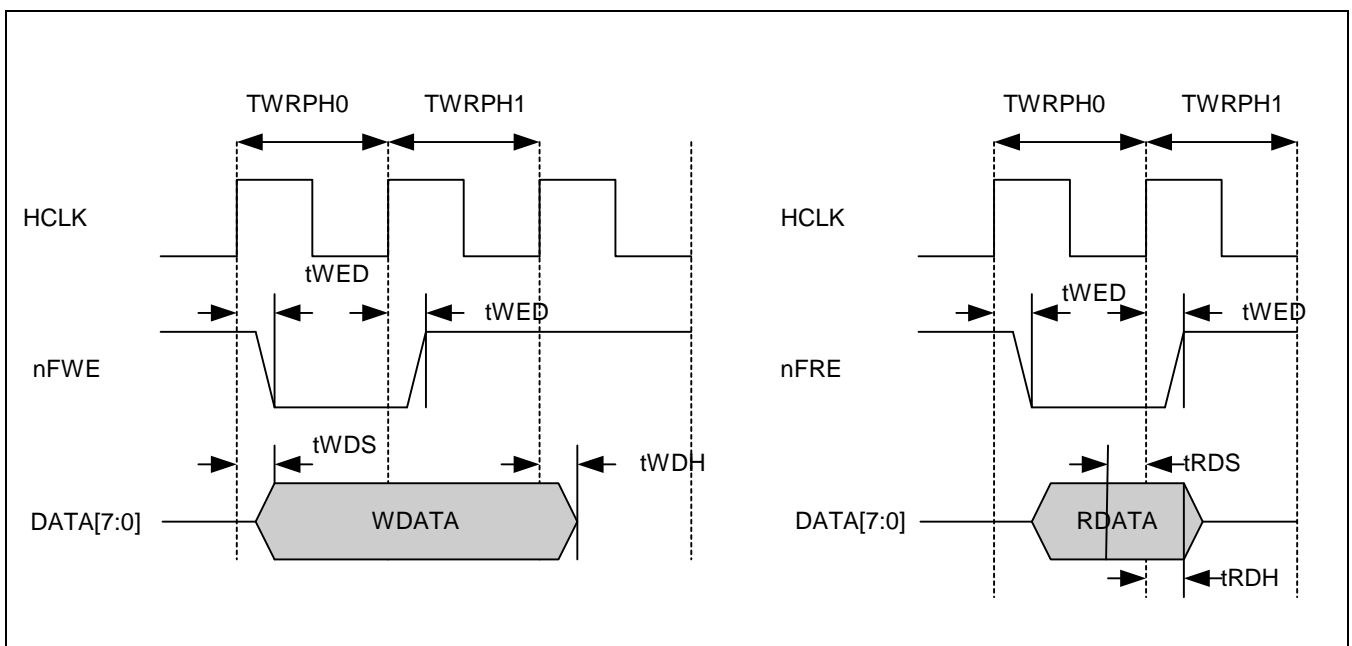 TWRPH0 TWRPH1
HCLK
tWED
tWED
nFWE
tWDS
tWDH
DATA[7:0]
WDATA
TWRPH0 TWRPH1
HCLK
tWED
tWED
nFRE
tRDS
DATA[7:0]
RDATA
tRDH